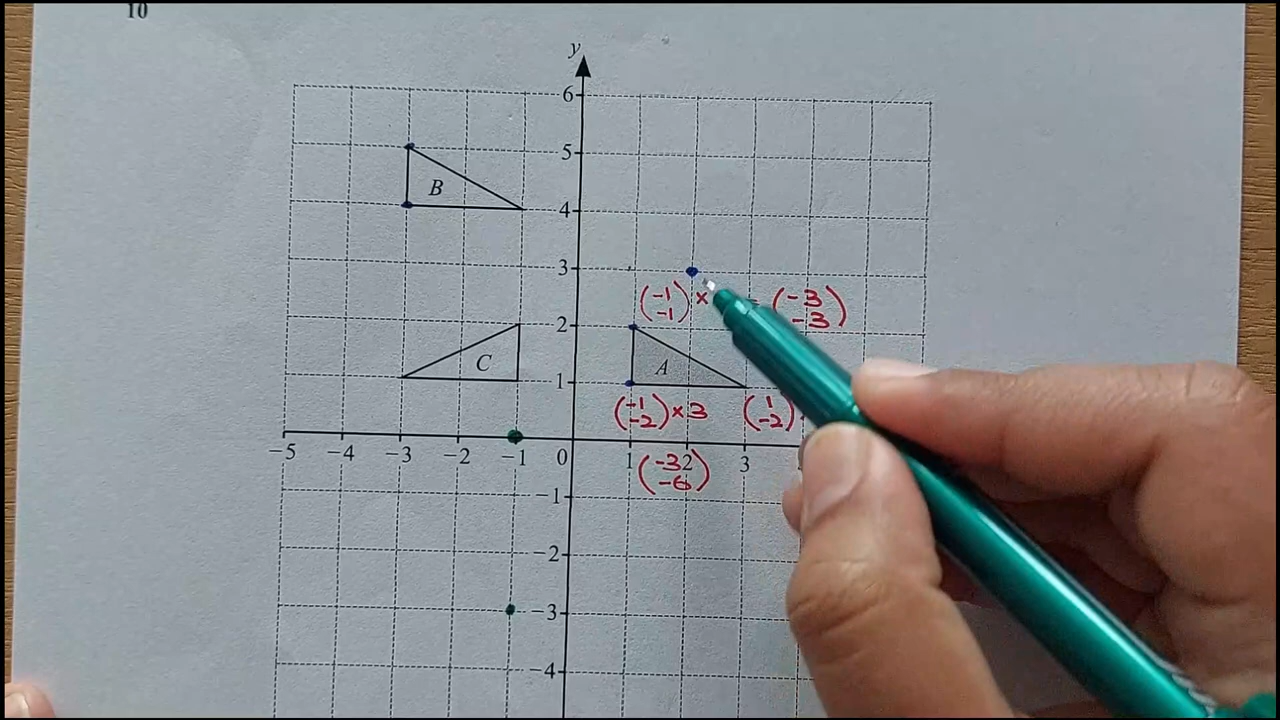 10
y
6
5
B
4
3
(-1 -1) × = (-3 -3)
2
C
A
1
(-1 -2) × 3 (1 -2)
-5 -4 -3 -2 -1 0 1 2 3
(-3 -6)
-1
-2
-3
-4